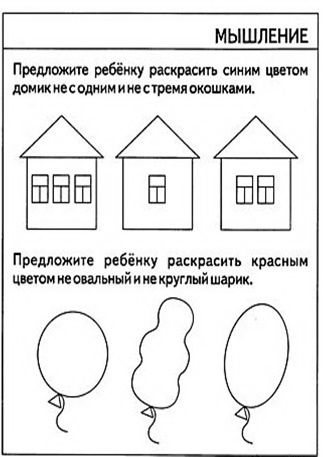 МЫШЛЕНИЕ
Предложите ребёнку раскрасить синим цветом
домик не с одним и не с тремя окошками.
Предложите ребёнку раскрасить красным
цветом не овальный и не круглый шарик.